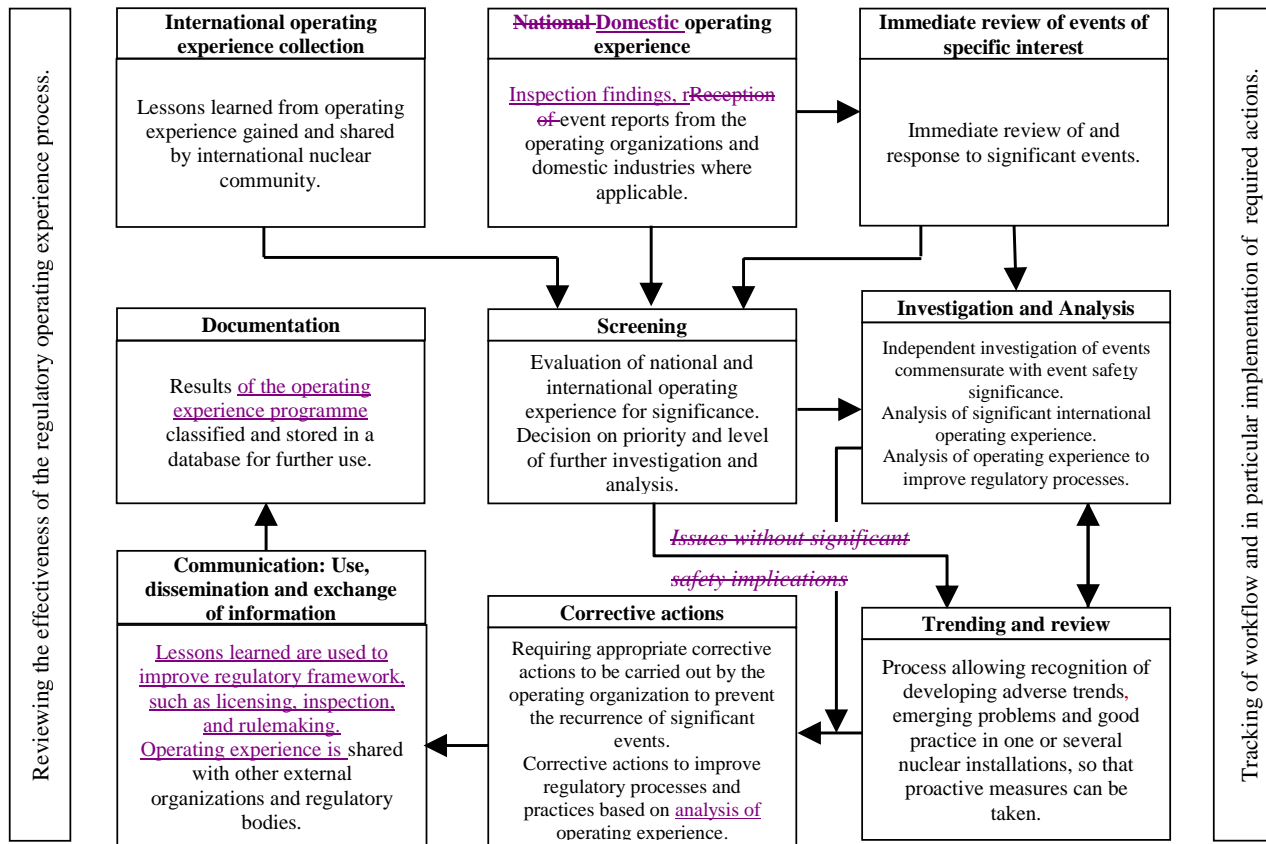 Reviewing the effectiveness of the regulatory operating experience process.
International operating
experience collection
Lessons learned from operating
experience gained and shared
by international nuclear
community.
National Domestic operating
experience
Inspection findings, rReception
of event reports from the
operating organizations and
domestic industries where
applicable.
Immediate review of events of
specific interest
Immediate review of and
response to significant events.
Documentation
Results of the operating
experience programme
classified and stored in a
database for further use.
Screening
Evaluation of national and
international operating
experience for significance.
Decision on priority and level
of further investigation and
analysis.
Investigation and Analysis
Independent investigation of events
commensurate with event safety
significance.
Analysis of significant international
operating experience.
Analysis of operating experience to
improve regulatory processes.
Issues without significant
safety implications
Communication: Use,
dissemination and exchange
of information
Lessons learned are used to
improve regulatory framework,
such as licensing, inspection,
and rulemaking.
Operating experience is shared
with other external
organizations and regulatory
bodies.
Corrective actions
Requiring appropriate corrective
actions to be carried out by the
operating organization to prevent
the recurrence of significant
events.
Corrective actions to improve
regulatory processes and
practices based on analysis of
operating experience.
Trending and review
Process allowing recognition of
developing adverse trends,
emerging problems and good
practice in one or several
nuclear installations, so that
proactive measures can be
taken.
Tracking of workflow and in particular implementation of required actions.